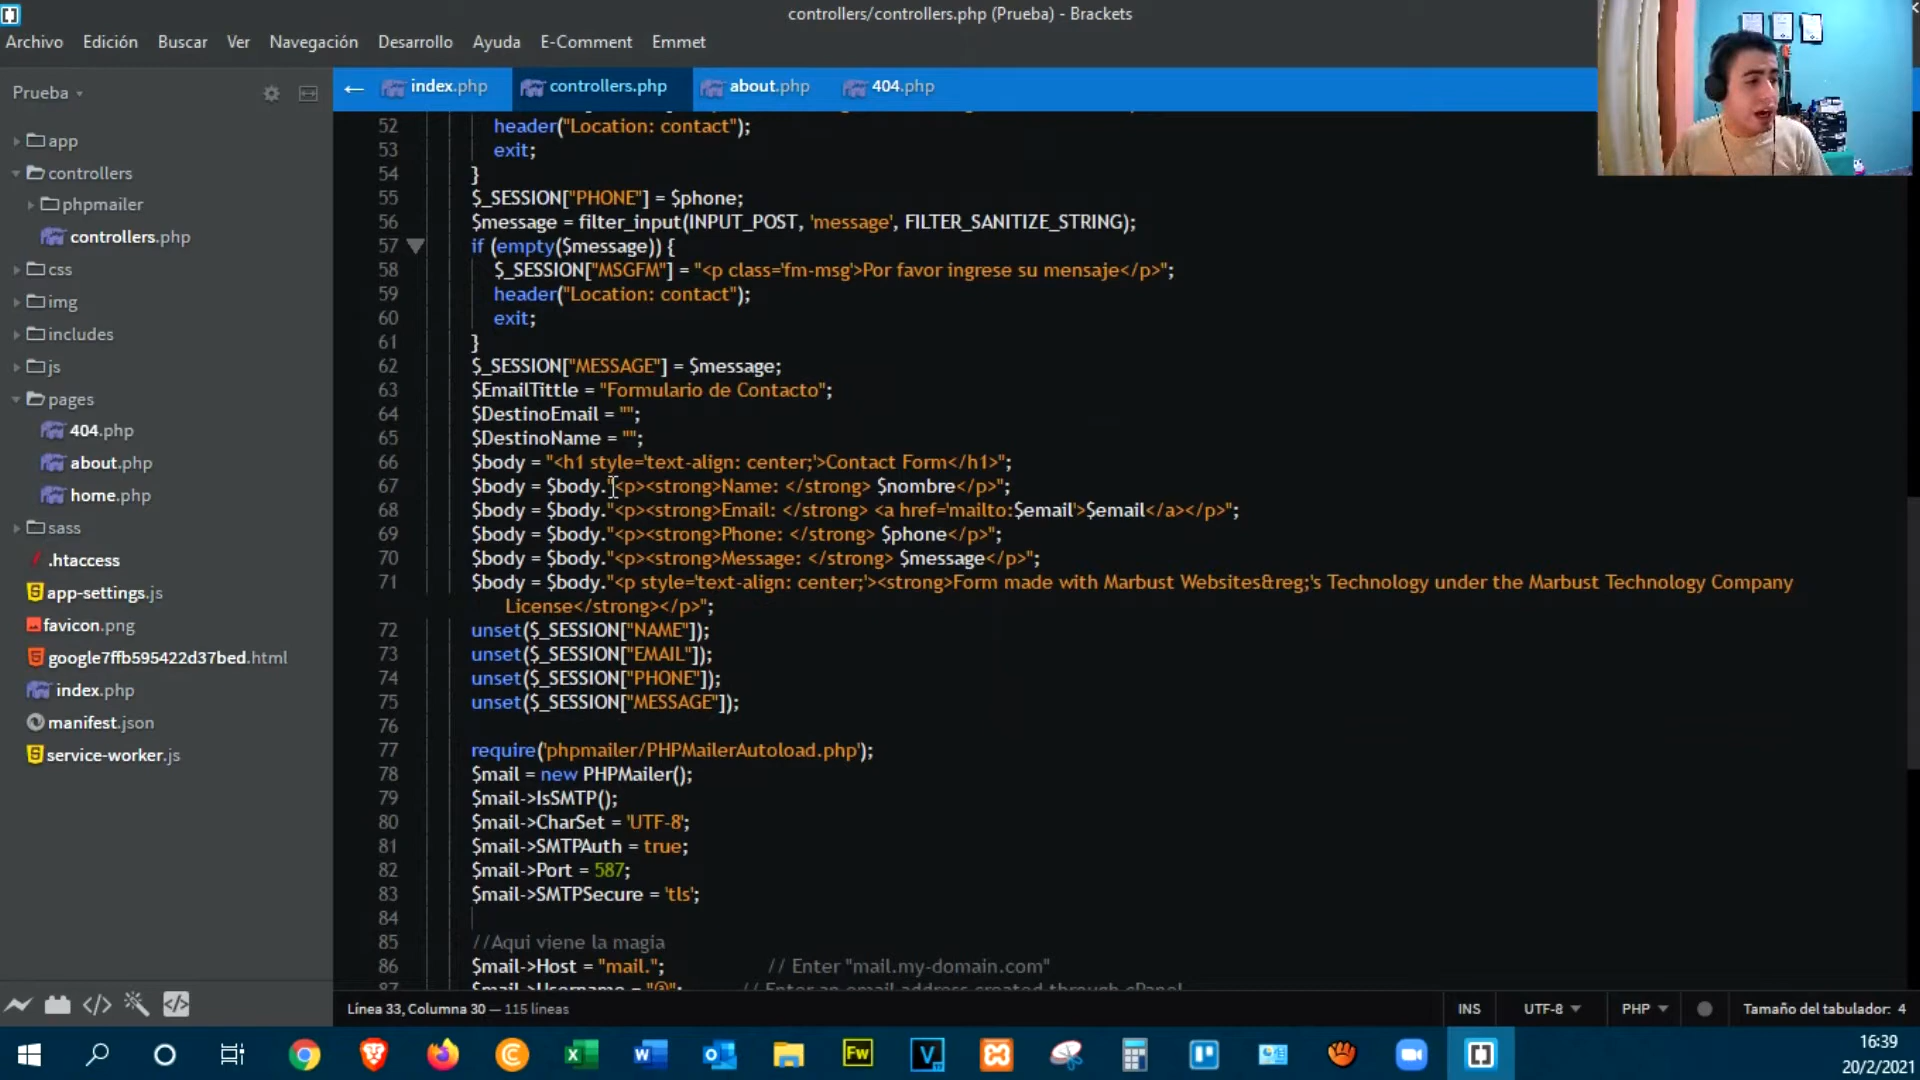 controllers/controllers.php (Prueba) - Brackets
Archivo Edición Buscar Ver Navegación Desarrollo Ayuda E-Comment Emmet
Prueba
index.php controllers.php about.php 404.php
app
controllers
phpmailer
controllers.php
css
img
includes
js
pages
404.php
about.php
home.php
sass
.htaccess
app-settings.js
favicon.png
google7ffb595422d37bed.html
index.php
manifest.json
service-worker.js
52 header("Location: contact");
53 exit;
54 }
55 $_SESSION["PHONE"] = $phone;
56 $message = filter_input(INPUT_POST, 'message', FILTER_SANITIZE_STRING);
57 if (empty($message)) {
58 $_SESSION["MSGFM"] = "<p class='fm-msg'>Por favor ingrese su mensaje</p>";
59 header("Location: contact");
60 exit;
61 }
62 $_SESSION["MESSAGE"] = $message;
63 $EmailTittle = "Formulario de Contacto";
64 $DestinoEmail = "";
65 $DestinoName = "";
66 $body = "<h1 style='text-align: center;'>Contact Form</h1>";
67 $body = $body."<p><strong>Name: </strong> $nombre</p>";
68 $body = $body."<p><strong>Email: </strong> <a href='mailto:$email'>$email</a></p>";
69 $body = $body."<p><strong>Phone: </strong> $phone</p>";
70 $body = $body."<p><strong>Message: </strong> $message</p>";
71 $body = $body."<p style='text-align: center;'><strong>Form made with Marbust Websites&reg;'s Technology under the Marbust Technology Company
License</strong></p>";
72 unset($_SESSION["NAME"]);
73 unset($_SESSION["EMAIL"]);
74 unset($_SESSION["PHONE"]);
75 unset($_SESSION["MESSAGE"]);
76
77 require('phpmailer/PHPMailerAutoload.php');
78 $mail = new PHPMailer();
79 $mail->IsSMTP();
80 $mail->CharSet = 'UTF-8';
81 $mail->SMTPAuth = true;
82 $mail->Port = 587;
83 $mail->SMTPSecure = 'tls';
84
85 //Aqui viene la magia
86 $mail->Host = "mail."; // Enter "mail.my-domain.com"
87 $mail->Username = "@"; // Enter an email address created through cPanel
Línea 33, Columna 30 — 115 líneas
INS UTF-8 PHP Tamaño del tabulador: 4
16:39
20/2/2021